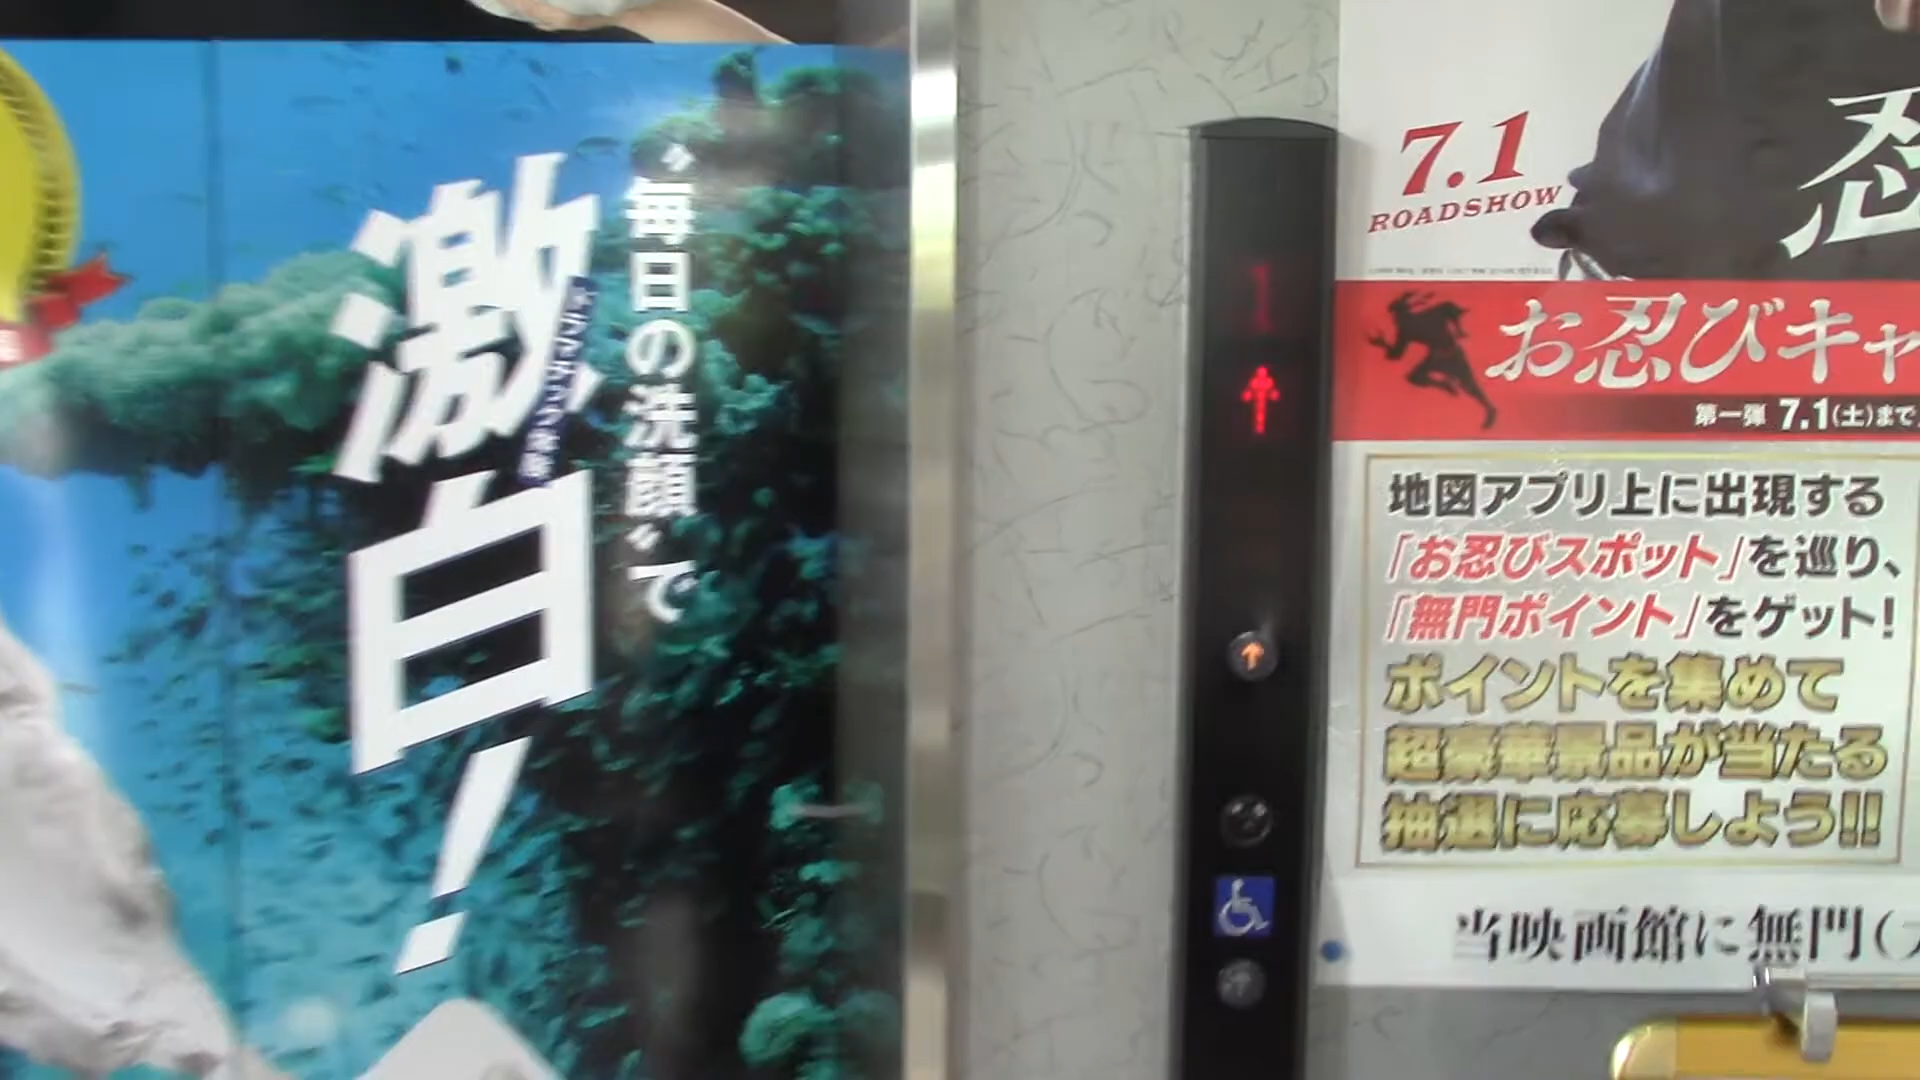 "毎日の洗顔"で
激白!
1
7.1
ROADSHOW
忍
お忍びキャ
第一弾 7.1(土)まで
地図アプリ上に出現する
「お忍びスポット」を巡り、
「無門ポイント」をゲット!
ポイントを集めて
超豪華景品が当たる
抽選に応募しよう!!
当映画館に無門(